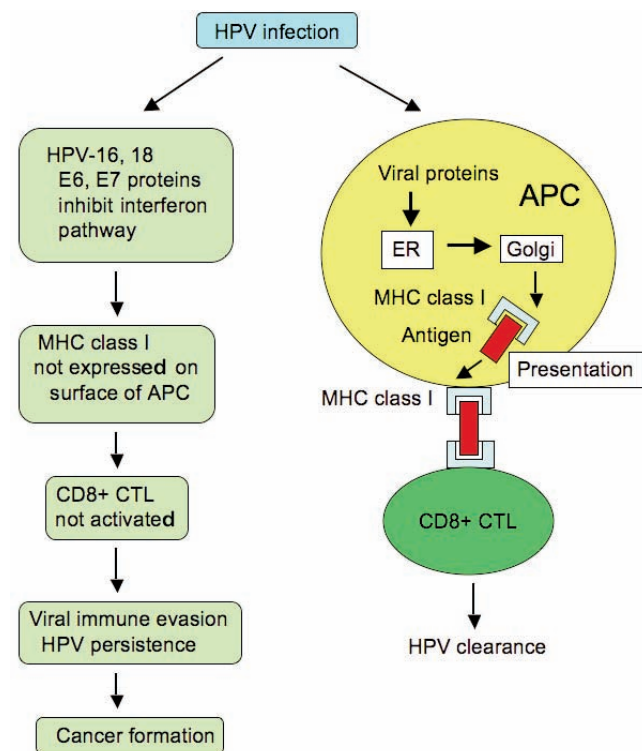 HPV infection
HPV-16, 18
E6, E7 proteins
inhibit interferon
pathway
MHC class I
not expressed on
surface of APC
CD8+ CTL
not activated
Viral immune evasion
HPV persistence
Cancer formation
APC
Viral proteins
ER
Golgi
MHC class I
Antigen
Presentation
MHC class I
CD8+ CTL
HPV clearance